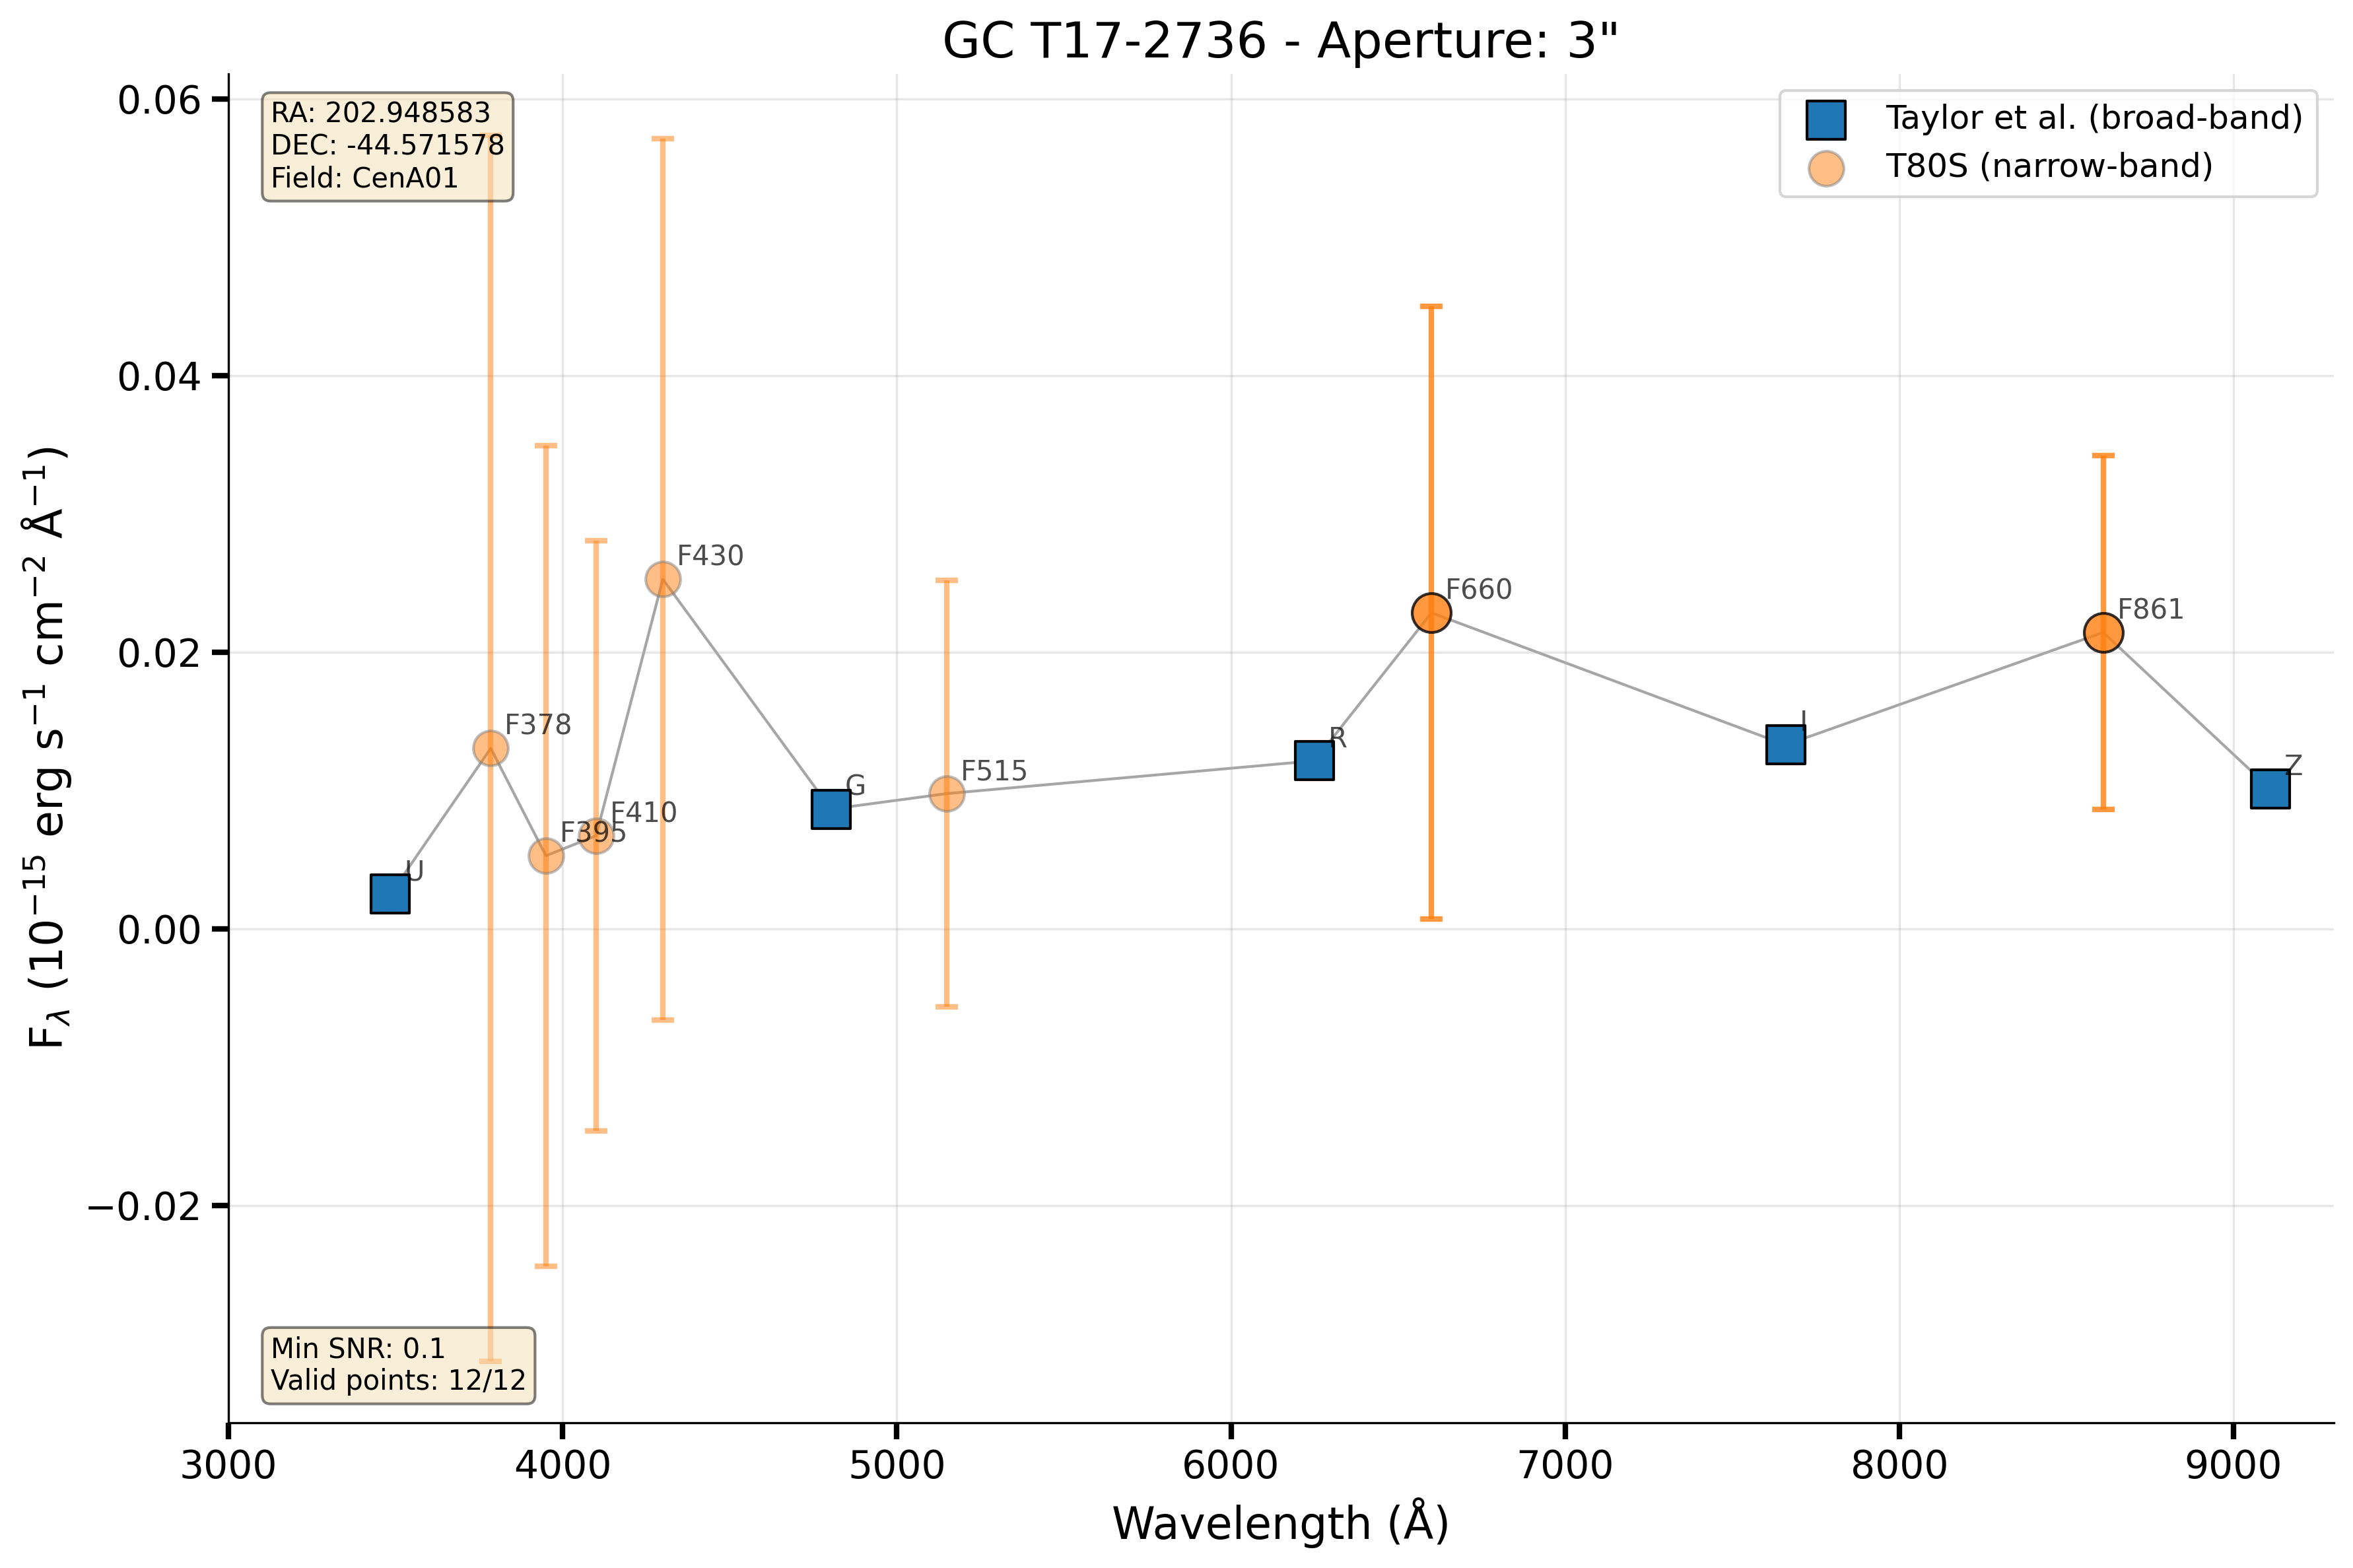 GC T17-2736 - Aperture: 3"
RA: 202.948583
DEC: -44.571578
Field: CenA01
Taylor et al. (broad-band)
T80S (narrow-band)
0.06
0.04
0.02
0.00
−0.02
F_λ (10⁻¹⁵ erg s⁻¹ cm⁻² Å⁻¹)
U
F378
F395
F410
F430
G
F515
R
F660
I
F861
Z
Min SNR: 0.1
Valid points: 12/12
3000 4000 5000 6000 7000 8000 9000
Wavelength (Å)